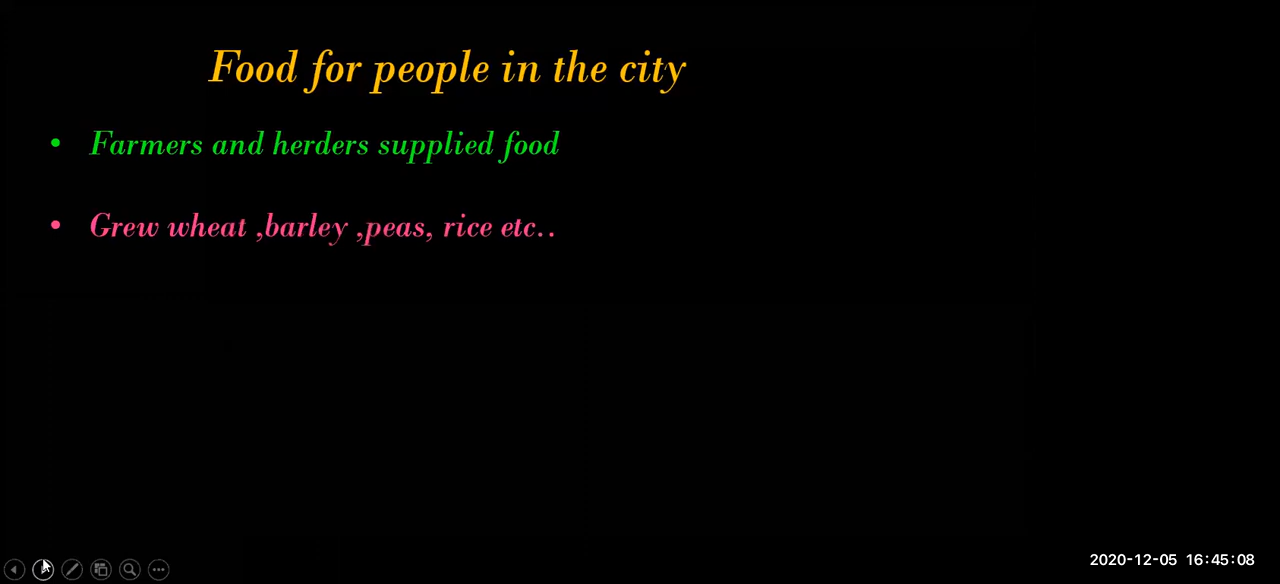 Food for people in the city
• Farmers and herders supplied food
• Grew wheat ,barley ,peas, rice etc..
2020-12-05 16:45:08